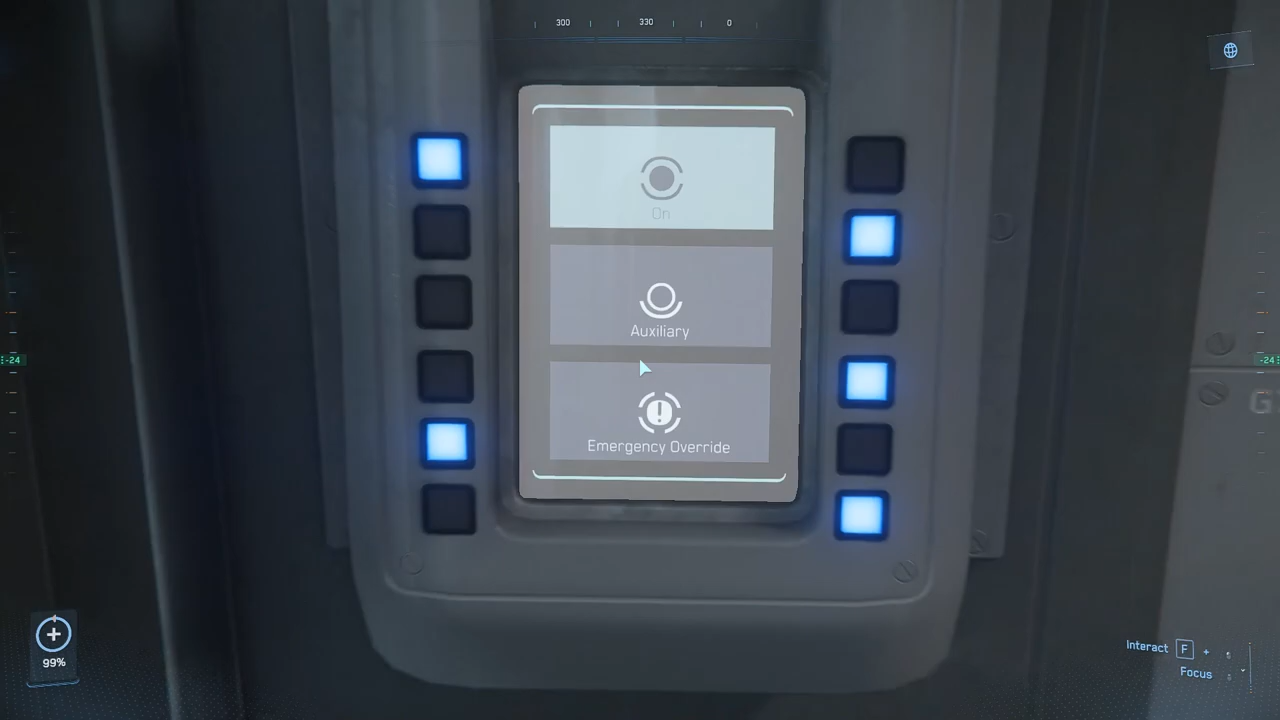 300 330 0
On
Auxiliary
-24
-24
Emergency Override
G
99%
Interact F +
Focus